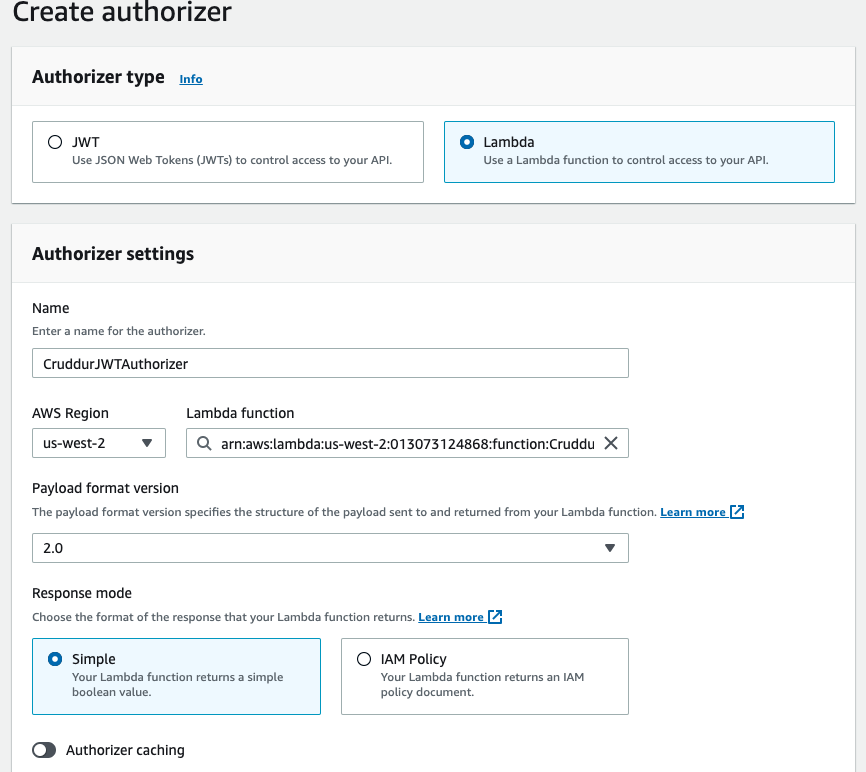 Create authorizer
Authorizer type Info
JWT
Use JSON Web Tokens (JWTs) to control access to your API.
Lambda
Use a Lambda function to control access to your API.
Authorizer settings
Name
Enter a name for the authorizer.
CruddurJWTAuthorizer
AWS Region
us-west-2
Lambda function
arn:aws:lambda:us-west-2:013073124868:function:Cruddu
Payload format version
The payload format version specifies the structure of the payload sent to and returned from your Lambda function. Learn more
2.0
Response mode
Choose the format of the response that your Lambda function returns. Learn more
Simple
Your Lambda function returns a simple
boolean value.
IAM Policy
Your Lambda function returns an IAM
policy document.
Authorizer caching